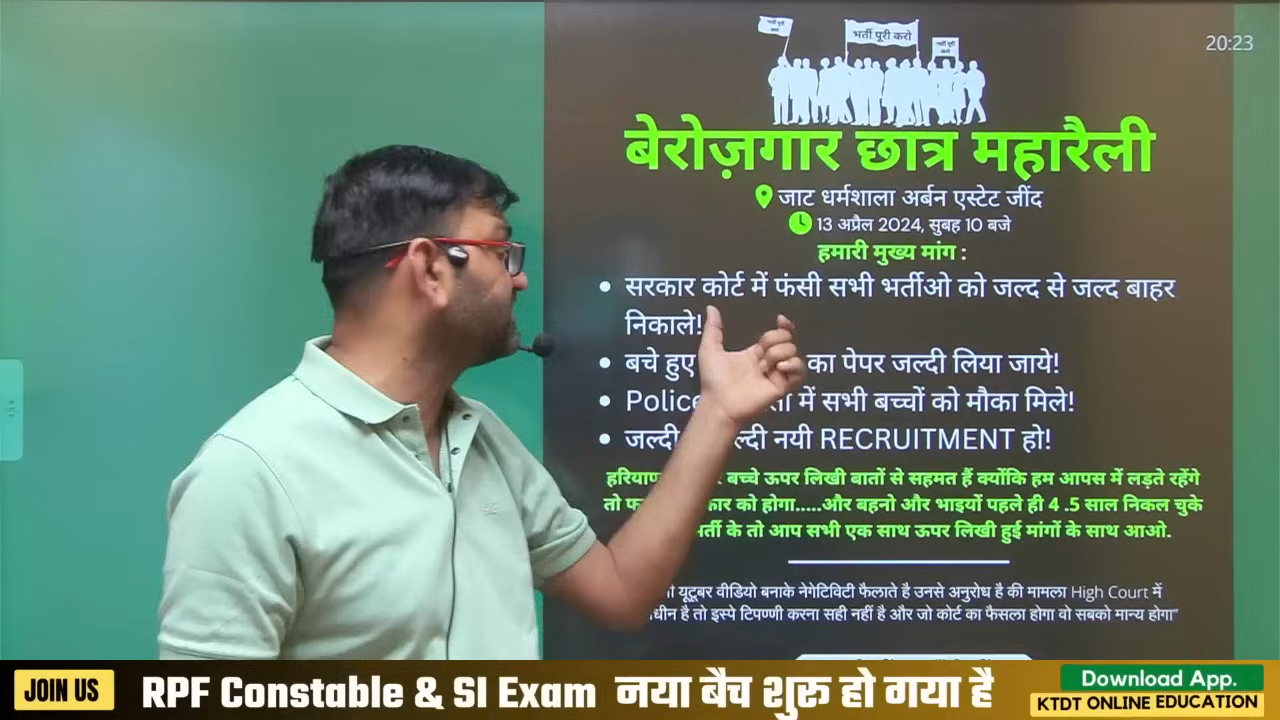 भर्ती पूरी करो
भर्ती पूरी करो
भर्ती पूरी करो
20:23
बेरोज़गार छात्र महारैली
जाट धर्मशाला अर्बन एस्टेट जींद
13 अप्रैल 2024, सुबह 10 बजे
हमारी मुख्य मांग :
सरकार कोर्ट में फंसी सभी भर्तीओ को जल्द से जल्द बाहर
निकाले!
बचे हुए का पेपर जल्दी लिया जाये!
Police में सभी बच्चों को मौका मिले!
जल्दी नयी RECRUITMENT हो!
बच्चे ऊपर लिखी बातों से सहमत हैं क्योंकि हम आपस में लड़ते रहेंगे
तो को होगा.....और बहनो और भाइयों पहले ही 4 .5 साल निकल चुके
के तो आप सभी एक साथ ऊपर लिखी हुई मांगों के साथ आओ.
यूटूबर वीडियो बनाके नेगेटिविटी फैलाते है उनसे अनुरोध है की मामला High Court में
है तो इस्पे टिपण्णी करना सही नहीं है और जो कोर्ट का फैसला होगा वो सबको मान्य होगा"
JOIN US
RPF Constable & SI Exam नया बैच शुरू हो गया है
Download App.
KTDT ONLINE EDUCATION